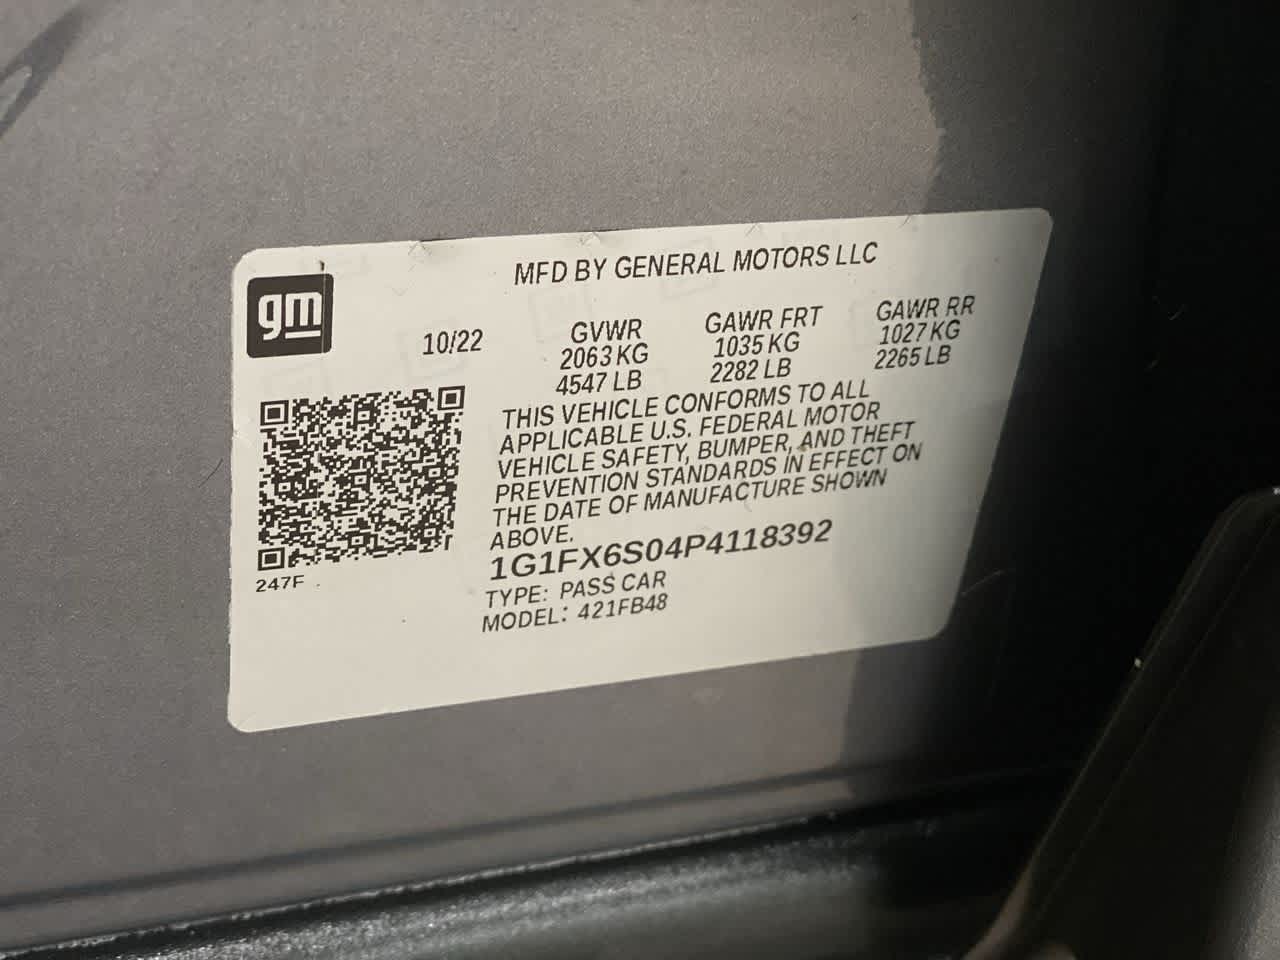 MFD BY GENERAL MOTORS LLC
gm
10/22
GVWR
2063 KG
4547 LB
GAWR FRT
1035 KG
2282 LB
GAWR RR
1027 KG
2265 LB
THIS VEHICLE CONFORMS TO ALL
APPLICABLE U.S. FEDERAL MOTOR
VEHICLE SAFETY, BUMPER, AND THEFT
PREVENTION STANDARDS IN EFFECT ON
THE DATE OF MANUFACTURE SHOWN
ABOVE.
1G1FX6S04P4118392
TYPE: PASS CAR
MODEL: 421FB48
247F